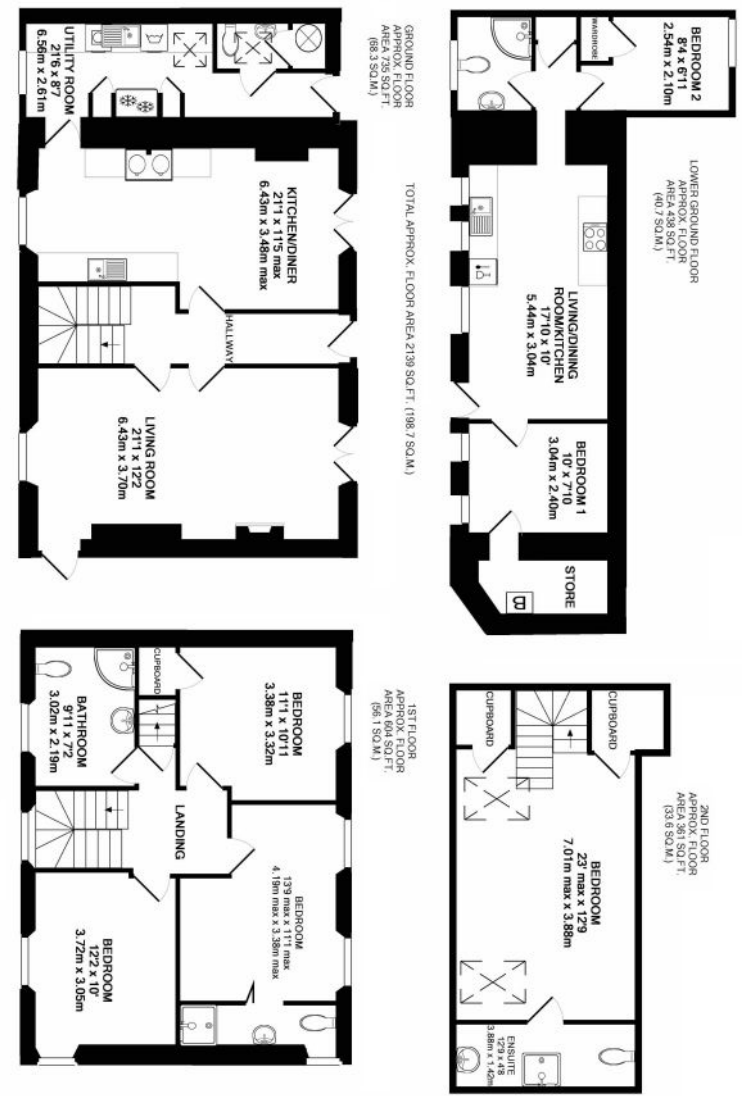 LOWER GROUND FLOOR
APPROX. FLOOR
AREA 438 SQ.FT.
(40.7 SQ.M.)
BEDROOM 2
8'4 x 6'11
2.54m x 2.10m
WARDROBE
LIVING/DINING
ROOM/KITCHEN
17'10 x 10'
5.44m x 3.04m
BEDROOM 1
10' x 7'10
3.04m x 2.40m
STORE
B
2ND FLOOR
APPROX. FLOOR
AREA 361 SQ.FT.
(33.6 SQ.M.)
CUPBOARD
CUPBOARD
BEDROOM
23' max x 12'9
7.01m max x 3.88m
ENSUITE
12'9 x 4'8
3.88m x 1.42m
GROUND FLOOR
APPROX. FLOOR
AREA 735 SQ.FT.
(68.3 SQ.M.)
UTILITY ROOM
21'6 x 8'7
6.56m x 2.61m
KITCHEN/DINER
21'1 x 11'5 max
6.43m x 3.48m max
HALLWAY
LIVING ROOM
21'1 x 12'2
6.43m x 3.70m
TOTAL APPROX. FLOOR AREA 2139 SQ.FT. (198.7 SQ.M.)
1ST FLOOR
APPROX. FLOOR
AREA 604 SQ.FT.
(56.1 SQ.M.)
BATHROOM
9'11 x 7'2
3.02m x 2.19m
CUPBOARD
BEDROOM
11'1 x 10'11
3.38m x 3.32m
LANDING
BEDROOM
13'9 max x 11'1 max
4.19m max x 3.38m max
BEDROOM
12'2 x 10'
3.72m x 3.05m